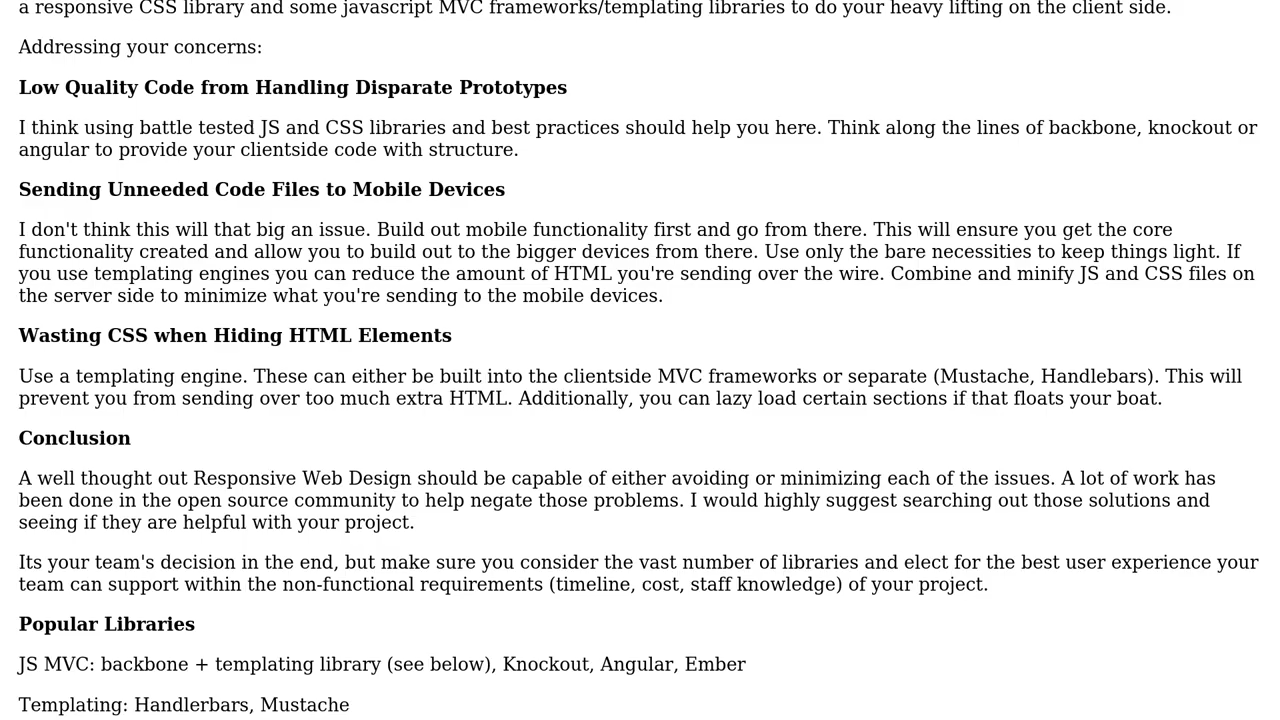 a responsive CSS library and some javascript MVC frameworks/templating libraries to do your heavy lifting on the client side.
Addressing your concerns:
Low Quality Code from Handling Disparate Prototypes
I think using battle tested JS and CSS libraries and best practices should help you here. Think along the lines of backbone, knockout or
angular to provide your clientside code with structure.
Sending Unneeded Code Files to Mobile Devices
I don't think this will that big an issue. Build out mobile functionality first and go from there. This will ensure you get the core
functionality created and allow you to build out to the bigger devices from there. Use only the bare necessities to keep things light. If
you use templating engines you can reduce the amount of HTML you're sending over the wire. Combine and minify JS and CSS files on
the server side to minimize what you're sending to the mobile devices.
Wasting CSS when Hiding HTML Elements
Use a templating engine. These can either be built into the clientside MVC frameworks or separate (Mustache, Handlebars). This will
prevent you from sending over too much extra HTML. Additionally, you can lazy load certain sections if that floats your boat.
Conclusion
A well thought out Responsive Web Design should be capable of either avoiding or minimizing each of the issues. A lot of work has
been done in the open source community to help negate those problems. I would highly suggest searching out those solutions and
seeing if they are helpful with your project.
Its your team's decision in the end, but make sure you consider the vast number of libraries and elect for the best user experience your
team can support within the non-functional requirements (timeline, cost, staff knowledge) of your project.
Popular Libraries
JS MVC: backbone + templating library (see below), Knockout, Angular, Ember
Templating: Handlerbars, Mustache